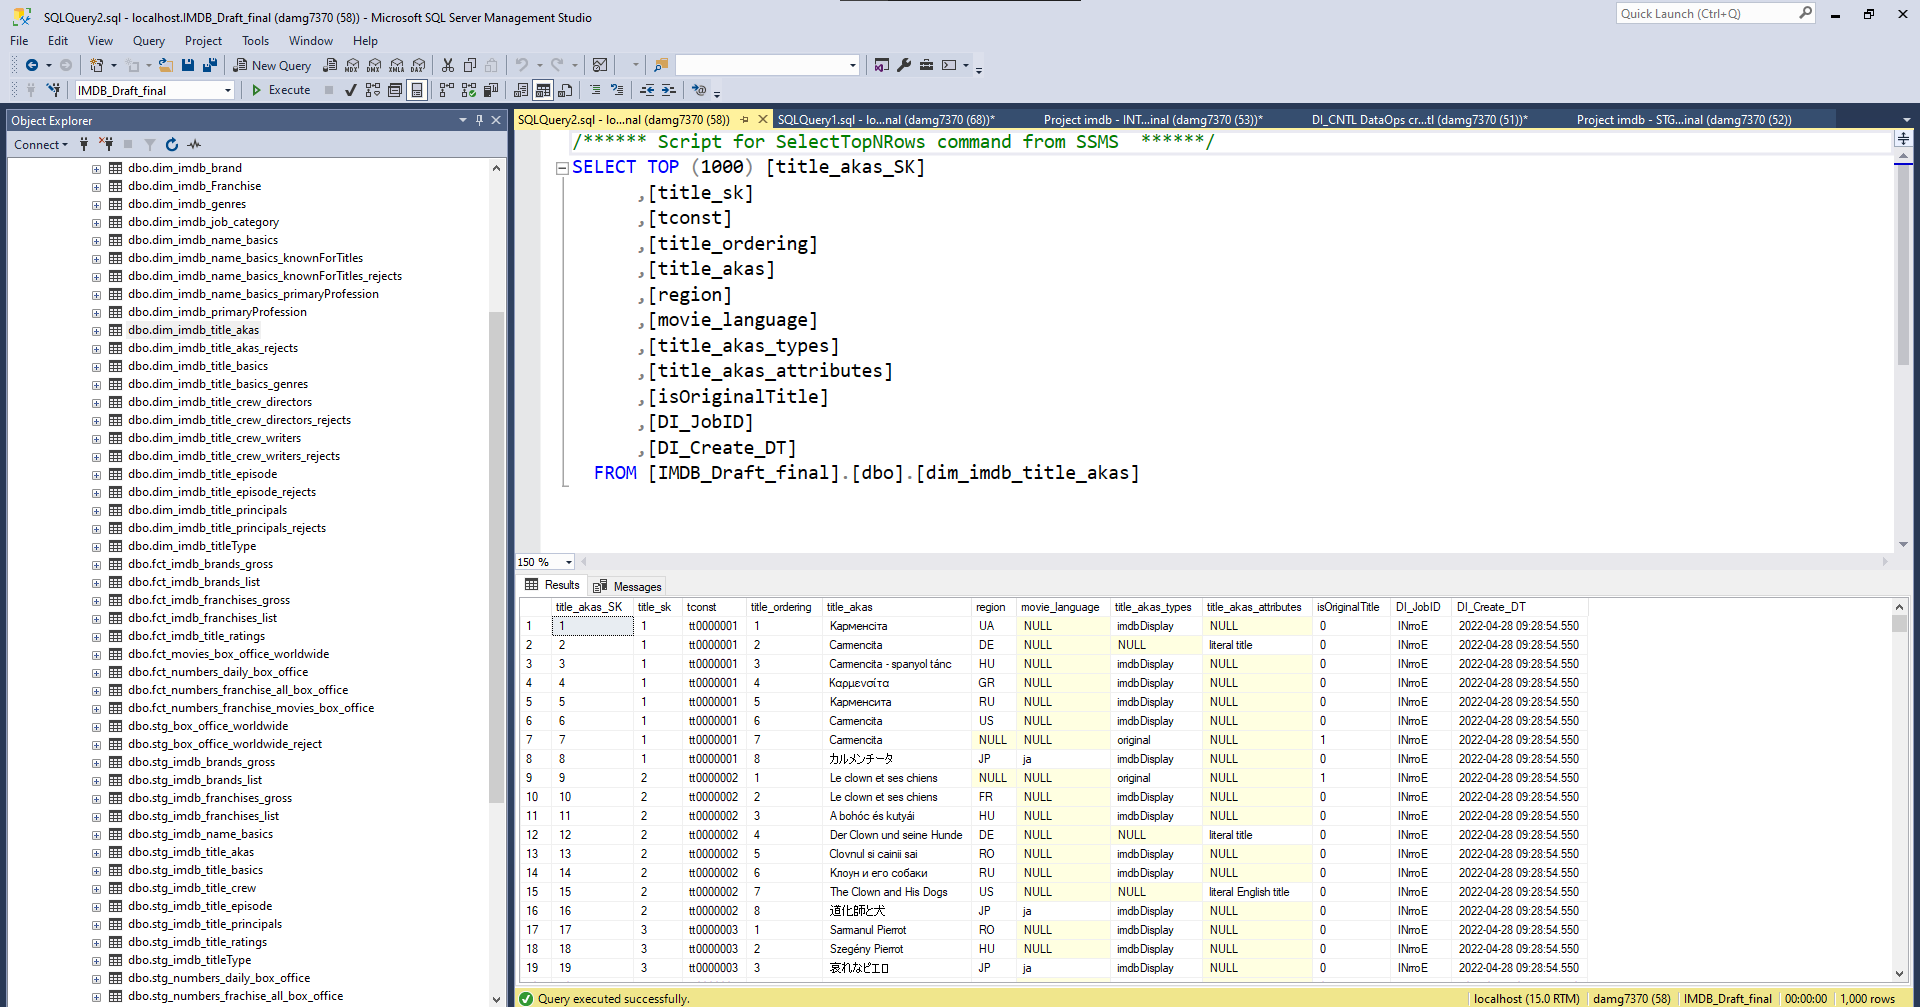 SQLQuery2.sql - localhost.IMDB_Draft_final (damg7370 (58)) - Microsoft SQL Server Management Studio
Quick Launch (Ctrl+Q)
File Edit View Query Project Tools Window Help
New Query MDX DMX XMLA DAX
IMDB_Draft_final Execute
Object Explorer
Connect
dbo.dim_imdb_brand
dbo.dim_imdb_Franchise
dbo.dim_imdb_genres
dbo.dim_imdb_job_category
dbo.dim_imdb_name_basics
dbo.dim_imdb_name_basics_knownForTitles
dbo.dim_imdb_name_basics_knownForTitles_rejects
dbo.dim_imdb_name_basics_primaryProfession
dbo.dim_imdb_primaryProfession
dbo.dim_imdb_title_akas
dbo.dim_imdb_title_akas_rejects
dbo.dim_imdb_title_basics
dbo.dim_imdb_title_basics_genres
dbo.dim_imdb_title_crew_directors
dbo.dim_imdb_title_crew_directors_rejects
dbo.dim_imdb_title_crew_writers
dbo.dim_imdb_title_crew_writers_rejects
dbo.dim_imdb_title_episode
dbo.dim_imdb_title_episode_rejects
dbo.dim_imdb_title_principals
dbo.dim_imdb_title_principals_rejects
dbo.dim_imdb_titleType
dbo.fct_imdb_brands_gross
dbo.fct_imdb_brands_list
dbo.fct_imdb_franchises_gross
dbo.fct_imdb_franchises_list
dbo.fct_imdb_title_ratings
dbo.fct_movies_box_office_worldwide
dbo.fct_numbers_daily_box_office
dbo.fct_numbers_franchise_all_box_office
dbo.fct_numbers_franchise_movies_box_office
dbo.stg_box_office_worldwide
dbo.stg_box_office_worldwide_reject
dbo.stg_imdb_brands_gross
dbo.stg_imdb_brands_list
dbo.stg_imdb_franchises_gross
dbo.stg_imdb_franchises_list
dbo.stg_imdb_name_basics
dbo.stg_imdb_title_akas
dbo.stg_imdb_title_basics
dbo.stg_imdb_title_crew
dbo.stg_imdb_title_episode
dbo.stg_imdb_title_principals
dbo.stg_imdb_title_ratings
dbo.stg_imdb_titleType
dbo.stg_numbers_daily_box_office
dbo.stg_numbers_frachise_all_box_office
SQLQuery2.sql - lo...nal (damg7370 (58)) SQLQuery1.sql - lo...nal (damg7370 (68))* Project imdb - INT...inal (damg7370 (53))* DI_CNTL DataOps cr...tl (damg7370 (51))* Project imdb - STG...inal (damg7370 (52))
/****** Script for SelectTopNRows command from SSMS ******/
SELECT TOP (1000) [title_akas_SK]
,[title_sk]
,[tconst]
,[title_ordering]
,[title_akas]
,[region]
,[movie_language]
,[title_akas_types]
,[title_akas_attributes]
,[isOriginalTitle]
,[DI_JobID]
,[DI_Create_DT]
FROM [IMDB_Draft_final].[dbo].[dim_imdb_title_akas]
150 %
Results Messages
title_akas_SK title_sk tconst title_ordering title_akas region movie_language title_akas_types title_akas_attributes isOriginalTitle DI_JobID DI_Create_DT
1 1 1 tt0000001 1 Карменсіта UA NULL imdbDisplay NULL 0 INrroE 2022-04-28 09:28:54.550
2 2 1 tt0000001 2 Carmencita DE NULL NULL literal title 0 INrroE 2022-04-28 09:28:54.550
3 3 1 tt0000001 3 Carmencita - spanyol tánc HU NULL imdbDisplay NULL 0 INrroE 2022-04-28 09:28:54.550
4 4 1 tt0000001 4 Καρμενσίτα GR NULL imdbDisplay NULL 0 INrroE 2022-04-28 09:28:54.550
5 5 1 tt0000001 5 Карменсита RU NULL imdbDisplay NULL 0 INrroE 2022-04-28 09:28:54.550
6 6 1 tt0000001 6 Carmencita US NULL imdbDisplay NULL 0 INrroE 2022-04-28 09:28:54.550
7 7 1 tt0000001 7 Carmencita NULL NULL original NULL 1 INrroE 2022-04-28 09:28:54.550
8 8 1 tt0000001 8 カルメンチータ JP ja imdbDisplay NULL 0 INrroE 2022-04-28 09:28:54.550
9 9 2 tt0000002 1 Le clown et ses chiens NULL NULL original NULL 1 INrroE 2022-04-28 09:28:54.550
10 10 2 tt0000002 2 Le clown et ses chiens FR NULL imdbDisplay NULL 0 INrroE 2022-04-28 09:28:54.550
11 11 2 tt0000002 3 A bohóc és kutyái HU NULL imdbDisplay NULL 0 INrroE 2022-04-28 09:28:54.550
12 12 2 tt0000002 4 Der Clown und seine Hunde DE NULL NULL literal title 0 INrroE 2022-04-28 09:28:54.550
13 13 2 tt0000002 5 Clovnul si cainii sai RO NULL imdbDisplay NULL 0 INrroE 2022-04-28 09:28:54.550
14 14 2 tt0000002 6 Клоун и его собаки RU NULL imdbDisplay NULL 0 INrroE 2022-04-28 09:28:54.550
15 15 2 tt0000002 7 The Clown and His Dogs US NULL NULL literal English title 0 INrroE 2022-04-28 09:28:54.550
16 16 2 tt0000002 8 道化師と犬 JP ja imdbDisplay NULL 0 INrroE 2022-04-28 09:28:54.550
17 17 3 tt0000003 1 Sarmanul Pierrot RO NULL imdbDisplay NULL 0 INrroE 2022-04-28 09:28:54.550
18 18 3 tt0000003 2 Szegény Pierrot HU NULL imdbDisplay NULL 0 INrroE 2022-04-28 09:28:54.550
19 19 3 tt0000003 3 哀れなピエロ JP ja imdbDisplay NULL 0 INrroE 2022-04-28 09:28:54.550
Query executed successfully. localhost (15.0 RTM) damg7370 (58) IMDB_Draft_final 00:00:00 1,000 rows